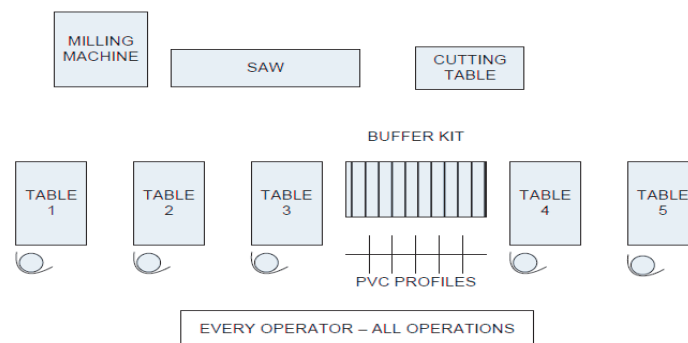 MILLING
MACHINE
SAW
CUTTING
TABLE
BUFFER KIT
TABLE
1
TABLE
2
TABLE
3
TABLE
4
TABLE
5
PVC PROFILES
EVERY OPERATOR – ALL OPERATIONS